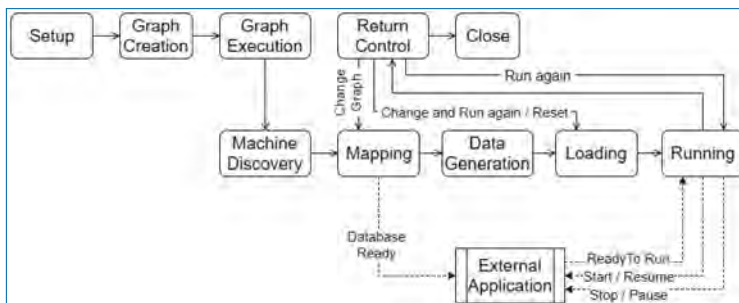 Setup
Graph
Creation
Graph
Execution
Return
Control
Close
Run again
Change
Graph
Change and Run again / Reset
Machine
Discovery
Mapping
Data
Generation
Loading
Running
Database
Ready
External
Application
ReadyTo Run
Start / Resume
Stop / Pause